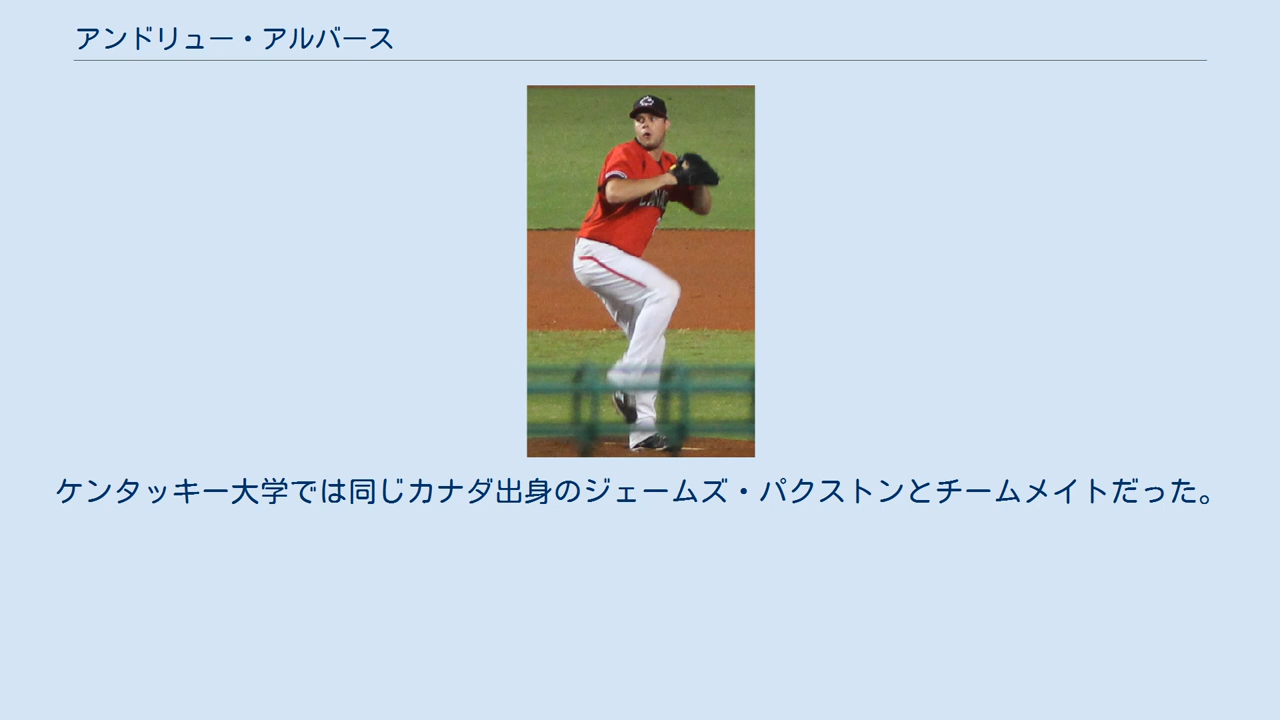 アンドリュー・アルバース
ケンタッキー大学では同じカナダ出身のジェームズ・パクストンとチームメイトだった。